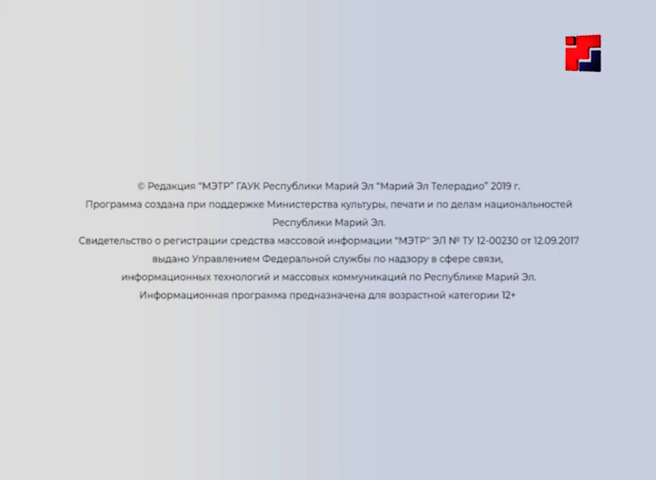 © Редакция "МЭТР" ГАУК Республики Марий Эл "Марий Эл Телерадио" 2019 г.
Программа создана при поддержке Министерства культуры, печати и по делам национальностей
Республики Марий Эл.
Свидетельство о регистрации средства массовой информации "МЭТР" ЭЛ № ТУ 12-00230 от 12.09.2017
выдано Управлением Федеральной службы по надзору в сфере связи,
информационных технологий и массовых коммуникаций по Республике Марий Эл.
Информационная программа предназначена для возрастной категории 12+